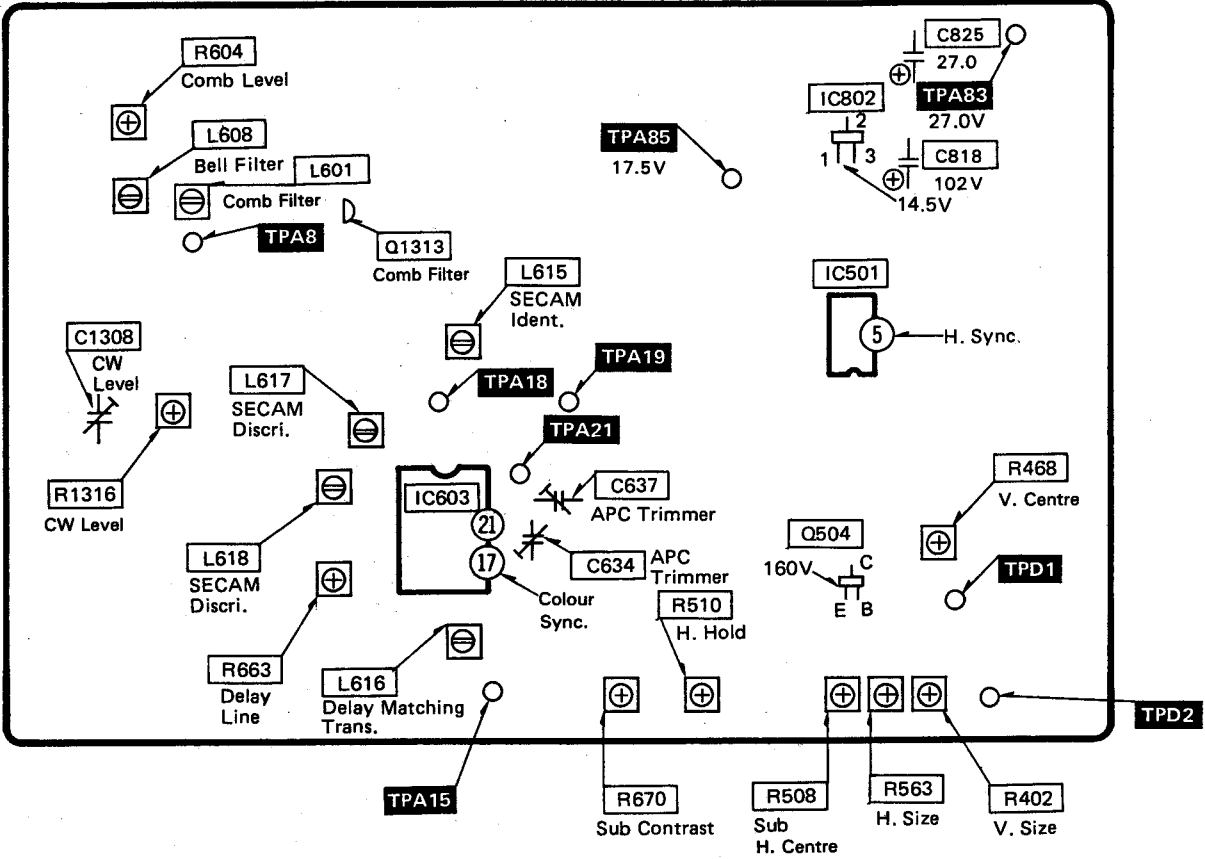 R604
Comb Level
L608
Bell Filter
L601
Comb Filter
TPA8
Q1313
Comb Filter
TPA85
17.5V
IC802
2
1
3
14.5V
C825
27.0
TPA83
27.0V
C818
102V
L615
SECAM
Ident.
IC501
5
H. Sync.
C1308
CW
Level
L617
SECAM
Discri.
TPA18
TPA19
TPA21
R1316
CW Level
IC603
21
17
C637
APC Trimmer
C634
APC
Trimmer
Colour
Sync.
L618
SECAM
Discri.
R468
V. Centre
Q504
160V
C
E
B
TPD1
R510
H. Hold
R663
Delay
Line
L616
Delay Matching
Trans.
TPD2
TPA15
R670
Sub Contrast
R508
Sub
H. Centre
R563
H. Size
R402
V. Size